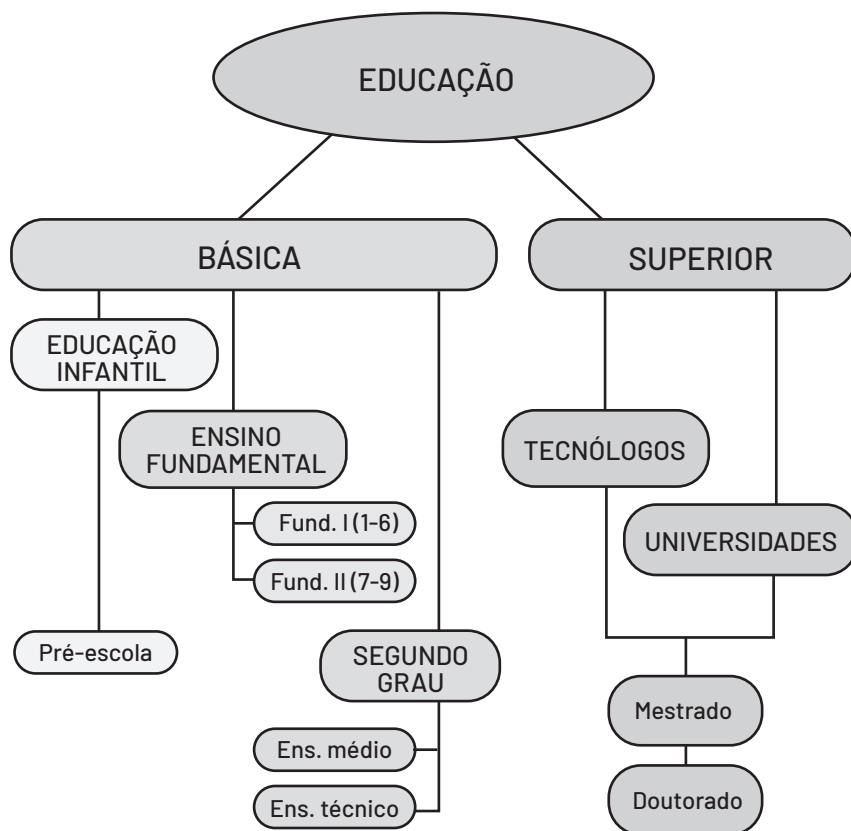 EDUCAÇÃO
BÁSICA
SUPERIOR
EDUCAÇÃO
INFANTIL
ENSINO
FUNDAMENTAL
Fund. I (1-6)
Fund. II (7-9)
Pré-escola
SEGUNDO
GRAU
Ens. médio
Ens. técnico
TECNÓLOGOS
UNIVERSIDADES
Mestrado
Doutorado